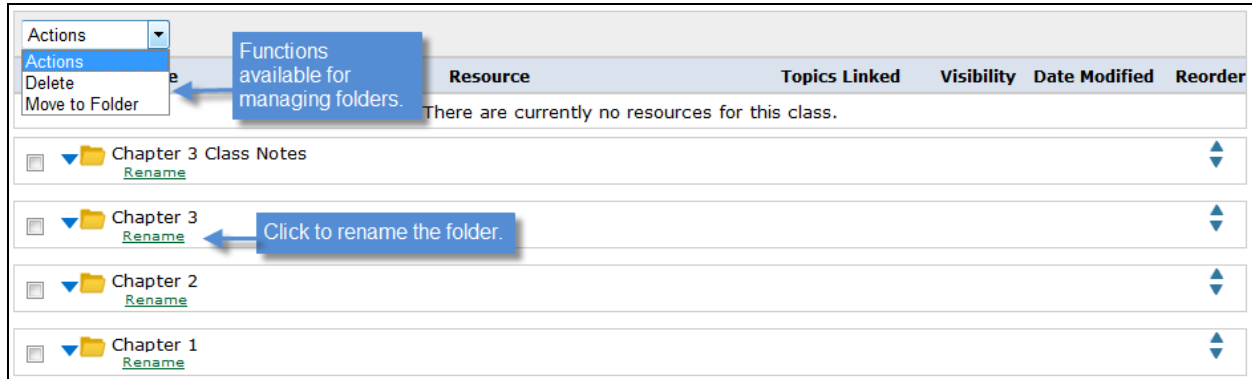 Actions
Actions
Delete
Move to Folder
Functions
available for
managing folders.
Resource Topics Linked Visibility Date Modified Reorder
There are currently no resources for this class.
Chapter 3 Class Notes
Rename
Chapter 3
Rename
Click to rename the folder.
Chapter 2
Rename
Chapter 1
Rename